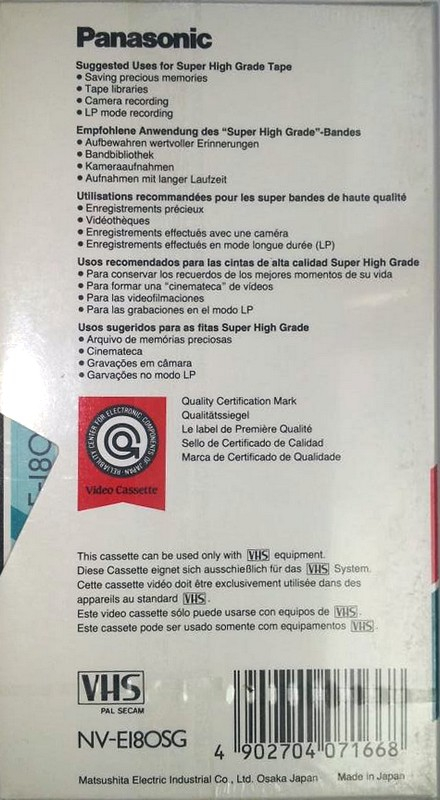 Panasonic
Suggested Uses for Super High Grade Tape
• Saving precious memories
• Tape libraries
• Camera recording
• LP mode recording
Empfohlene Anwendung des "Super High Grade"-Bandes
• Aufbewahren wertvoller Erinnerungen
• Bandbibliothek
• Kameraaufnahmen
• Aufnahmen mit langer Laufzeit
Utilisations recommandées pour les super bandes de haute qualité
• Enregistrements précieux
• Vidéothèques
• Enregistrements effectués avec une caméra
• Enregistrements effectués en mode longue durée (LP)
Usos recomendados para las cintas de alta calidad Super High Grade
• Para conservar los recuerdos de los mejores momentos de su vida
• Para formar una "cinemateca" de vídeos
• Para las videofilmaciones
• Para las grabaciones en el modo LP
Usos sugeridos para as fitas Super High Grade
• Arquivo de memórias preciosas
• Cinemateca
• Gravações em câmara
• Garvações no modo LP
RELIABILITY CENTER FOR ELECTRONIC COMPONENTS OF JAPAN
Video Cassette
Quality Certification Mark
Qualitätssiegel
Le label de Première Qualité
Sello de Certificado de Calidad
Marca de Certificado de Qualidade
E-180
This cassette can be used only with VHS equipment.
Diese Cassette eignet sich ausschießlich für das VHS System.
Cette cassette vidéo doit être exclusivement utilisée dans des
appareils au standard VHS.
Este video cassette sólo puede usarse con equipos de VHS.
Este cassete pode ser usado somente com equipamentos VHS.
VHS
PAL SECAM
NV-E180SG
4 902704 071668
Matsushita Electric Industrial Co., Ltd. Osaka Japan Made in Japan